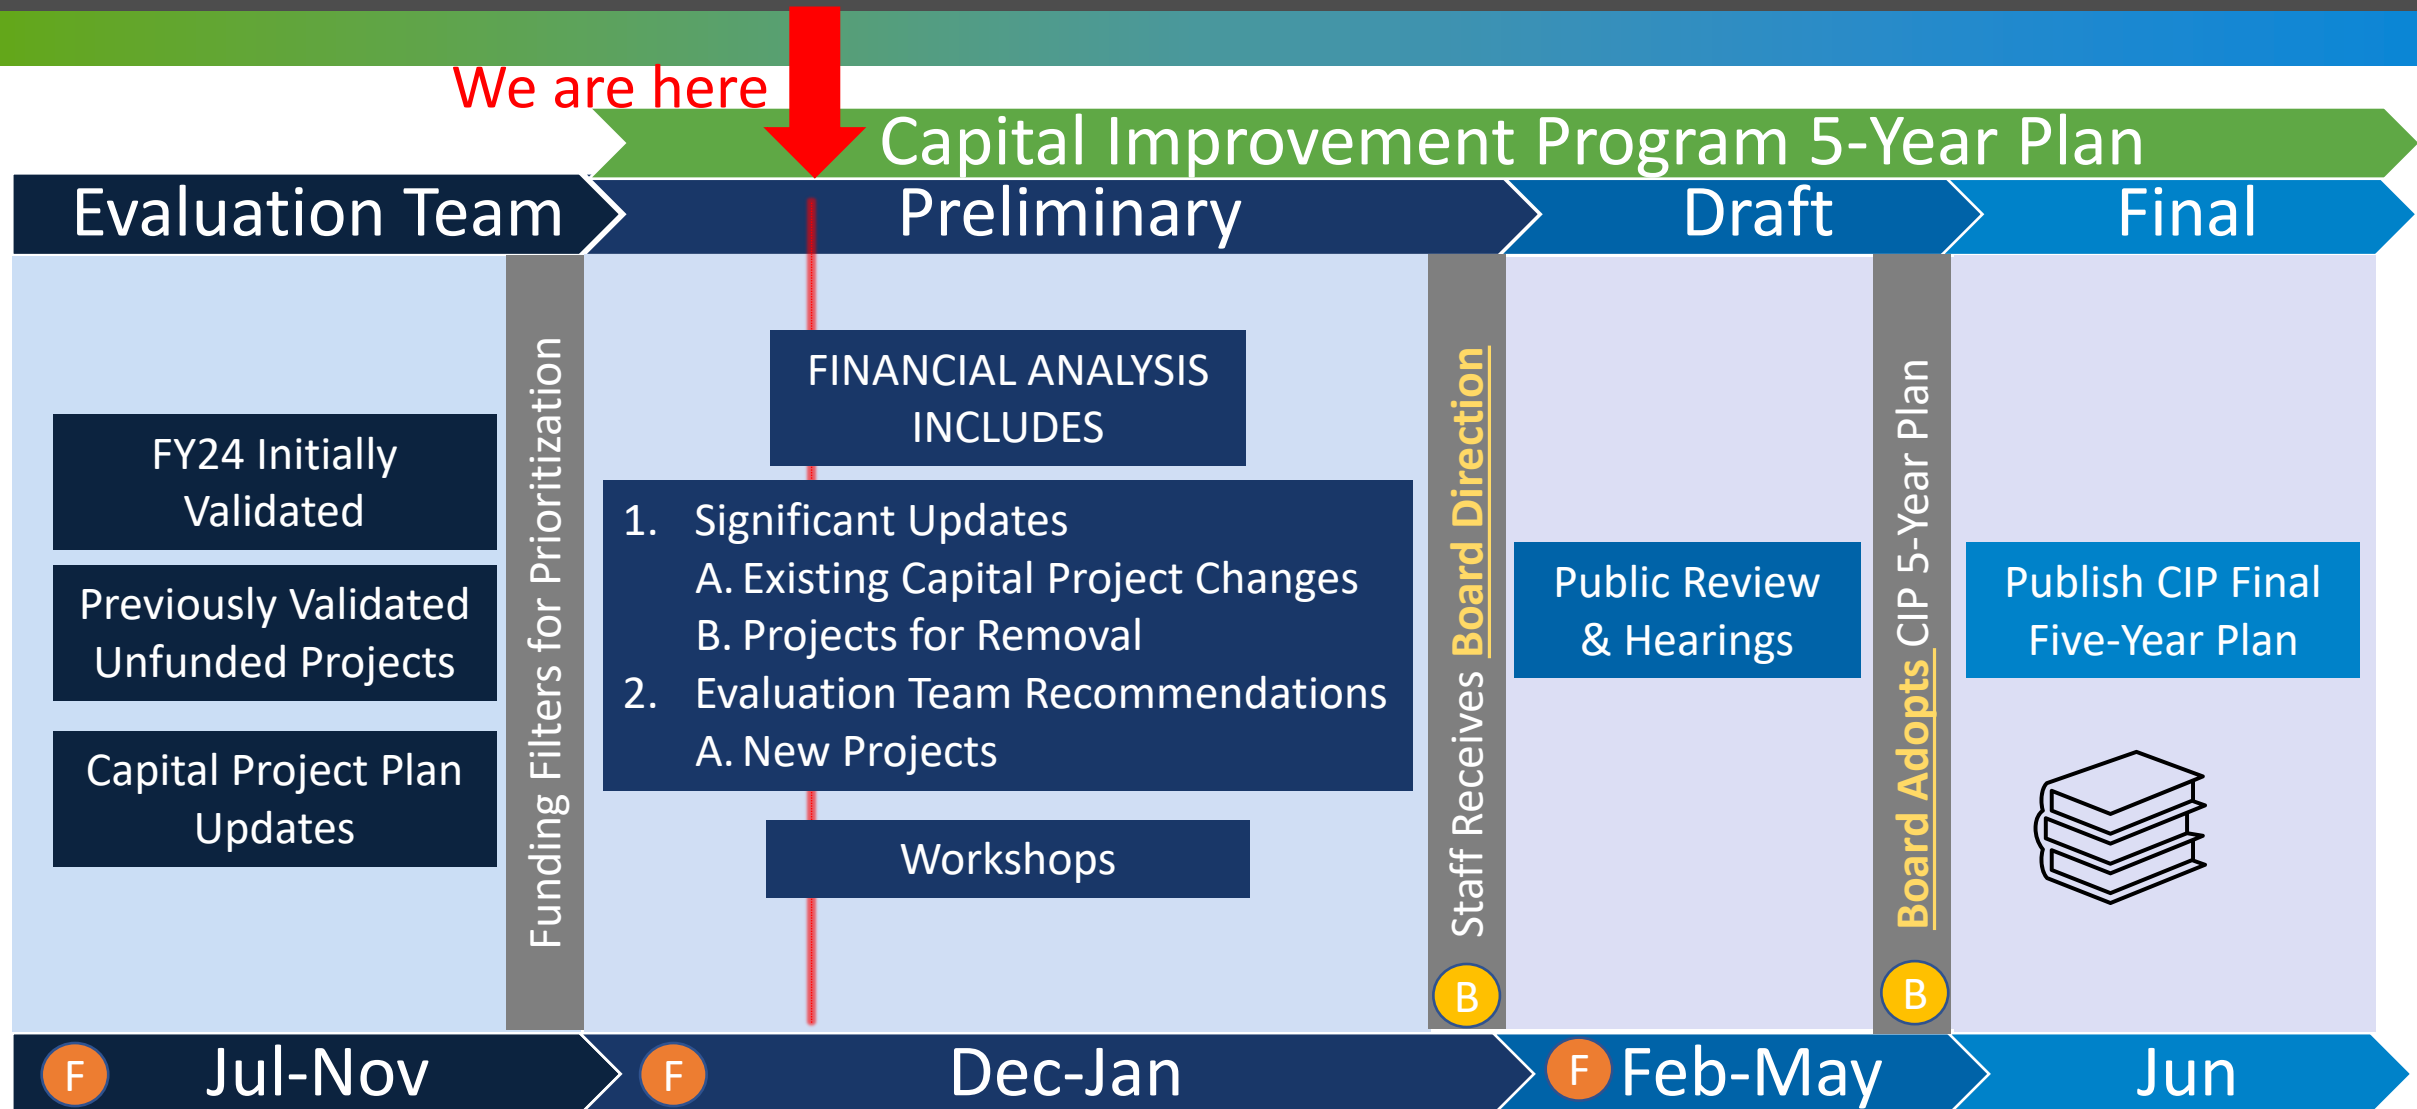 We are here
Capital Improvement Program 5-Year Plan
Evaluation Team
Preliminary
Draft
Final
FY24 Initially
Validated
Previously Validated
Unfunded Projects
Capital Project Plan
Updates
Funding Filters for Prioritization
FINANCIAL ANALYSIS
INCLUDES
1. Significant Updates
A. Existing Capital Project Changes
B. Projects for Removal
2. Evaluation Team Recommendations
A. New Projects
Workshops
Staff Receives Board Direction
B
Public Review
& Hearings
Board Adopts CIP 5-Year Plan
B
Publish CIP Final
Five-Year Plan
F
Jul-Nov
F
Dec-Jan
F
Feb-May
Jun